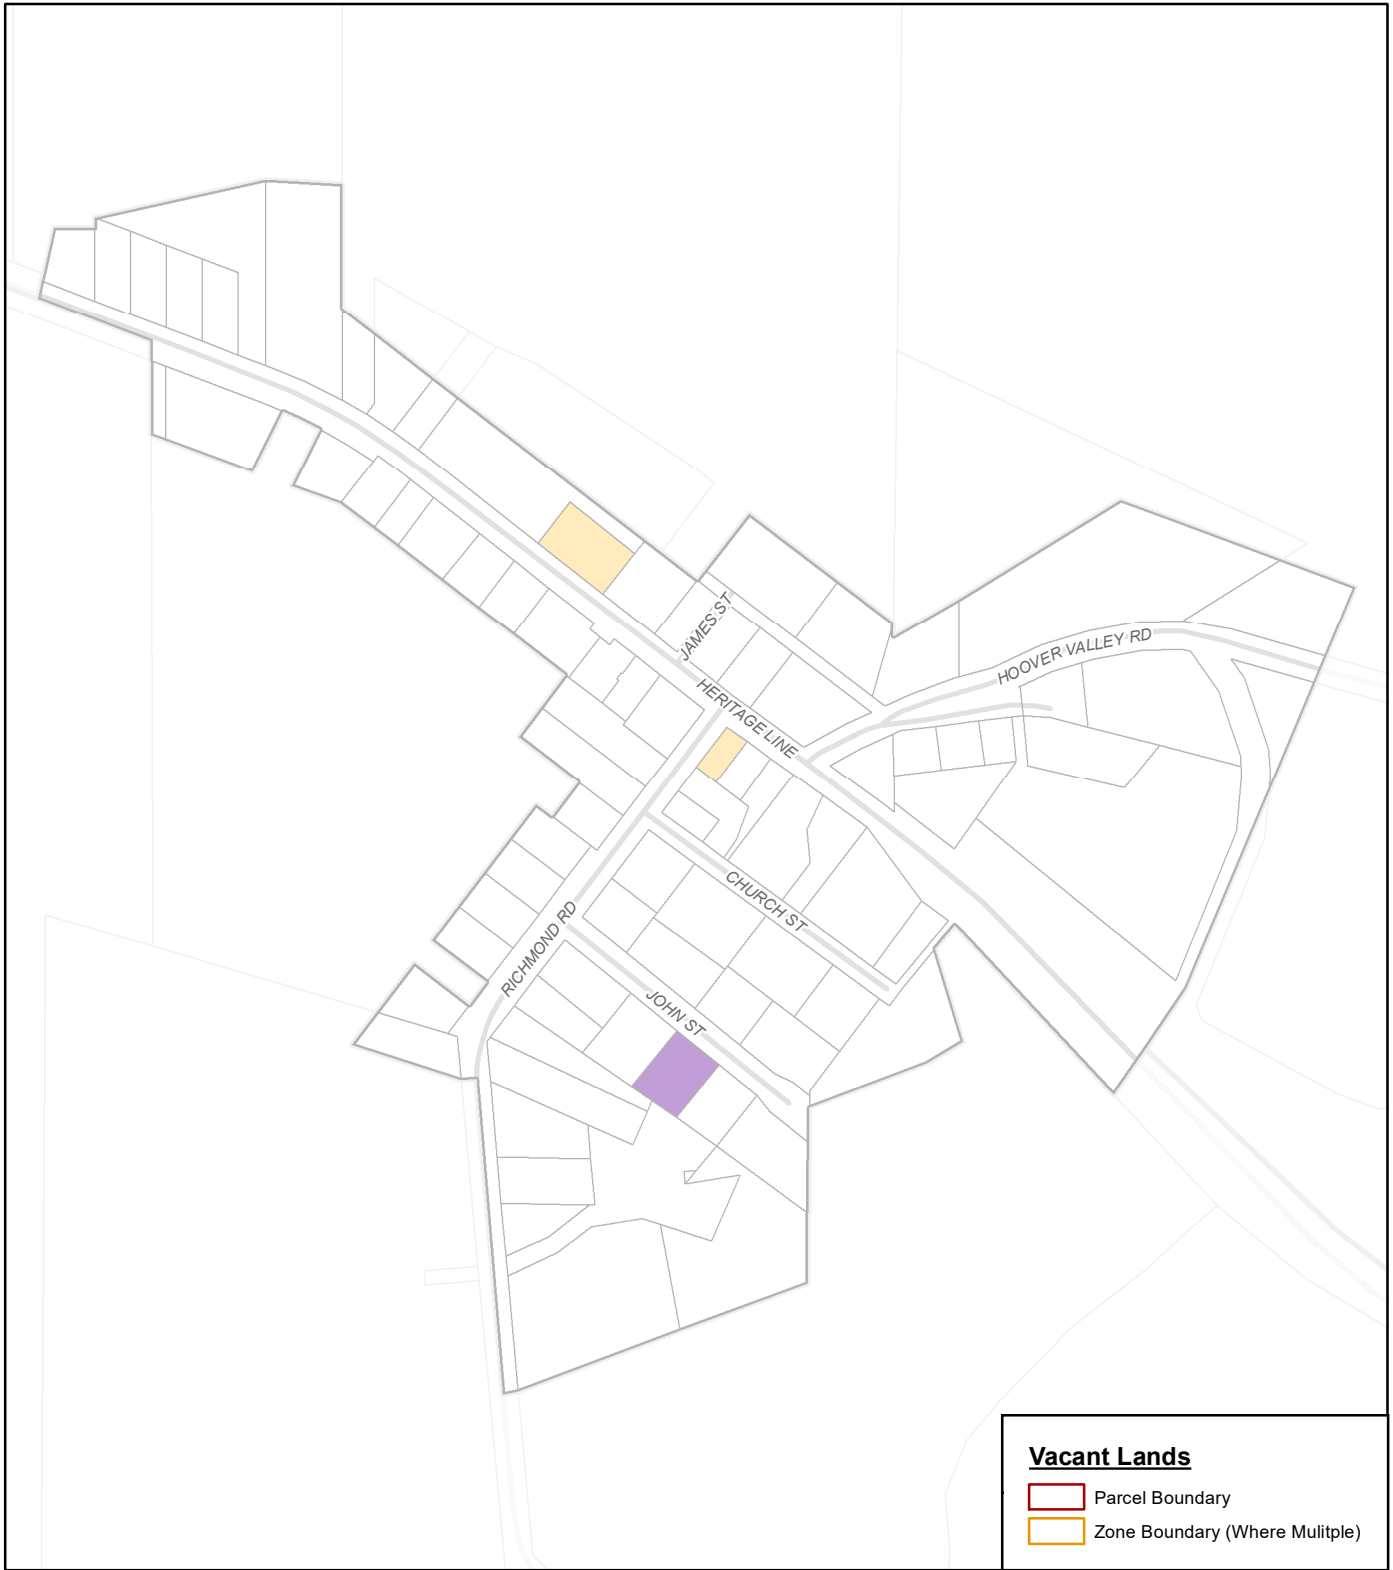 JAMES ST
HOOVER VALLEY RD
HERITAGE LINE
CHURCH ST
RICHMOND RD
JOHN ST
Vacant Lands
Parcel Boundary
Zone Boundary (Where Mulitple)